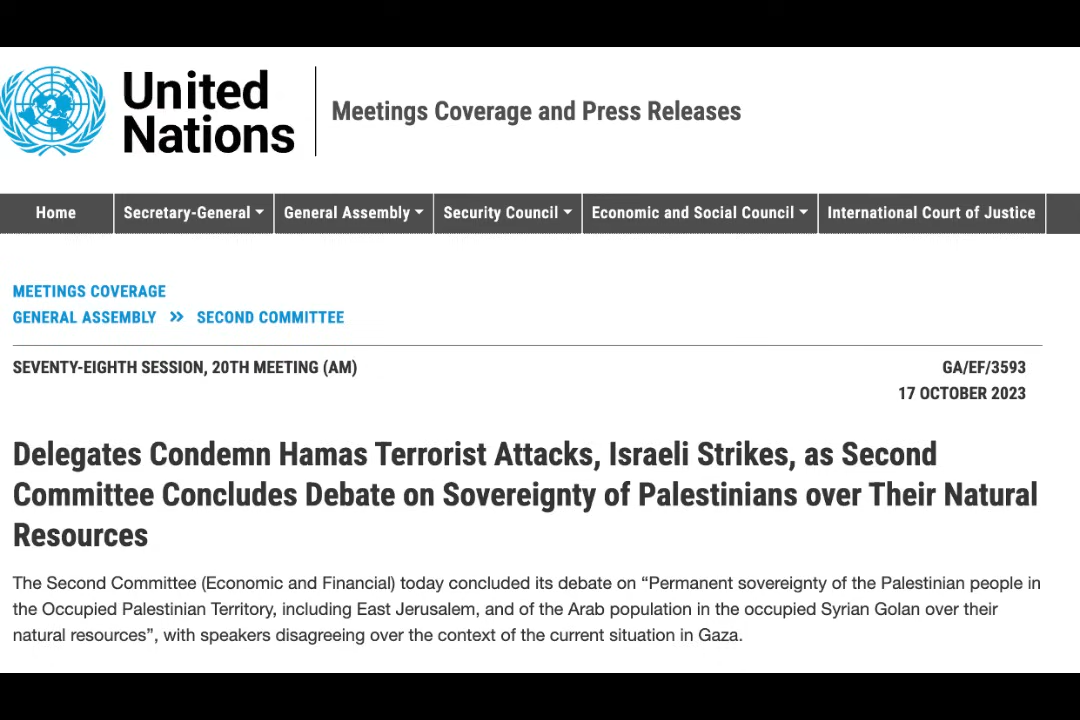 United
Nations
Meetings Coverage and Press Releases
Home Secretary-General General Assembly Security Council Economic and Social Council International Court of Justice
MEETINGS COVERAGE
GENERAL ASSEMBLY >> SECOND COMMITTEE
SEVENTY-EIGHTH SESSION, 20TH MEETING (AM) GA/EF/3593
17 OCTOBER 2023
Delegates Condemn Hamas Terrorist Attacks, Israeli Strikes, as Second
Committee Concludes Debate on Sovereignty of Palestinians over Their Natural
Resources
The Second Committee (Economic and Financial) today concluded its debate on “Permanent sovereignty of the Palestinian people in
the Occupied Palestinian Territory, including East Jerusalem, and of the Arab population in the occupied Syrian Golan over their
natural resources”, with speakers disagreeing over the context of the current situation in Gaza.